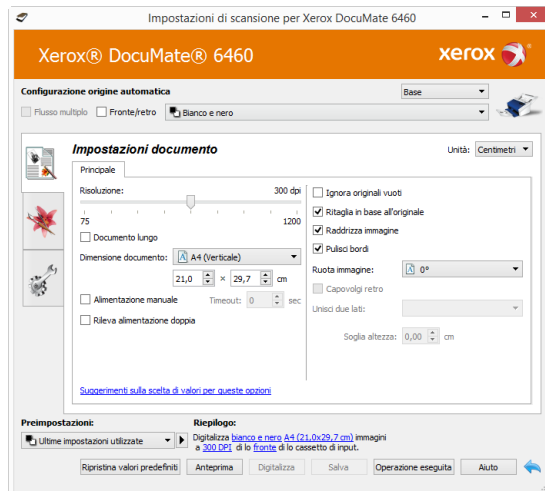 Impostazioni di scansione per Xerox DocuMate 6460
Xerox® DocuMate® 6460
xerox
Configurazione origine automatica
Base
Flusso multiplo
Fronte/retro
Bianco e nero
Impostazioni documento
Unità: Centimetri
Principale
Risoluzione: 300 dpi
75 1200
Documento lungo
Dimensione documento: A4 (Verticale)
21,0 × 29,7 cm
Alimentazione manuale Timeout: 0 sec
Rileva alimentazione doppia
Ignora originali vuoti
Ritaglia in base all'originale
Raddrizza immagine
Pulisci bordi
Ruota immagine: 0°
Capovolgi retro
Unisci due lati:
Soglia altezza: 0,00 cm
Suggerimenti sulla scelta di valori per queste opzioni
Preimpostazioni:
Ultime impostazioni utilizzate
Riepilogo:
Digitalizza bianco e nero A4 (21,0x29,7 cm) immagini
a 300 DPI di lo fronte di lo cassetto di input.
Ripristina valori predefiniti
Anteprima
Digitalizza
Salva
Operazione eseguita
Aiuto